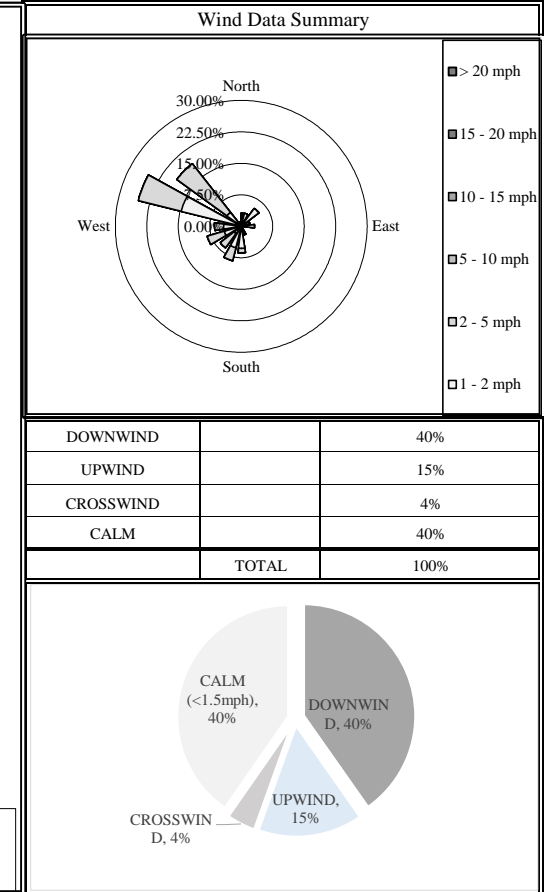 Wind Data Summary
North
30.00%
22.50%
15.00%
7.50%
0.00%
West
East
South
> 20 mph
15 - 20 mph
10 - 15 mph
5 - 10 mph
2 - 5 mph
1 - 2 mph
DOWNWIND 40%
UPWIND 15%
CROSSWIND 4%
CALM 40%
TOTAL 100%
CALM
(<1.5mph),
40%
DOWNWIN
D, 40%
UPWIND,
15%
CROSSWIN
D, 4%